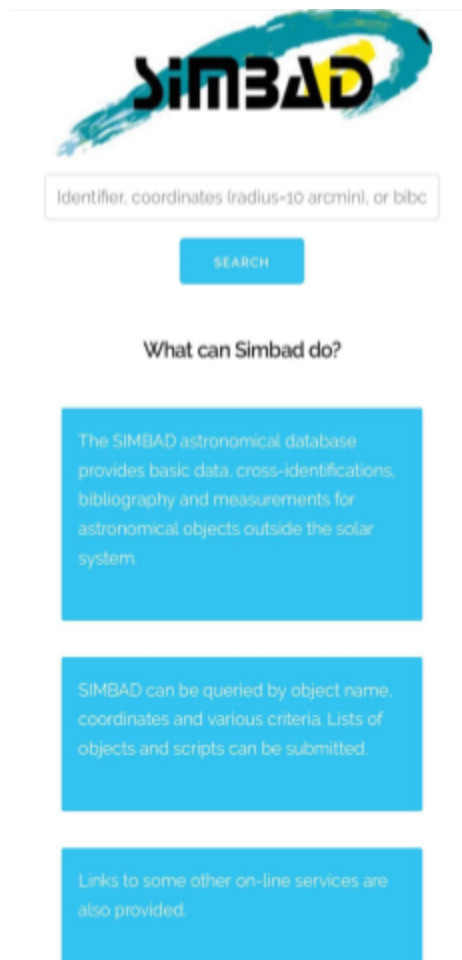 SIMBAD
Identifier, coordinates (radius=10 arcmin), or bibc
SEARCH
What can Simbad do?
The SIMBAD astronomical database
provides basic data, cross-identifications,
bibliography and measurements for
astronomical objects outside the solar
system.
SIMBAD can be queried by object name,
coordinates and various criteria. Lists of
objects and scripts can be submitted.
Links to some other on-line services are
also provided.